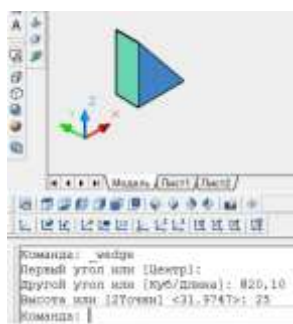 A
Z
X
Модель
Лист1
Лист2
Команда: _wedge
Первый угол или [Центр]:
Другой угол или [Куб/Длина]: @20,10
Высота или [2Точки] <31.9747>: 25
Команда: